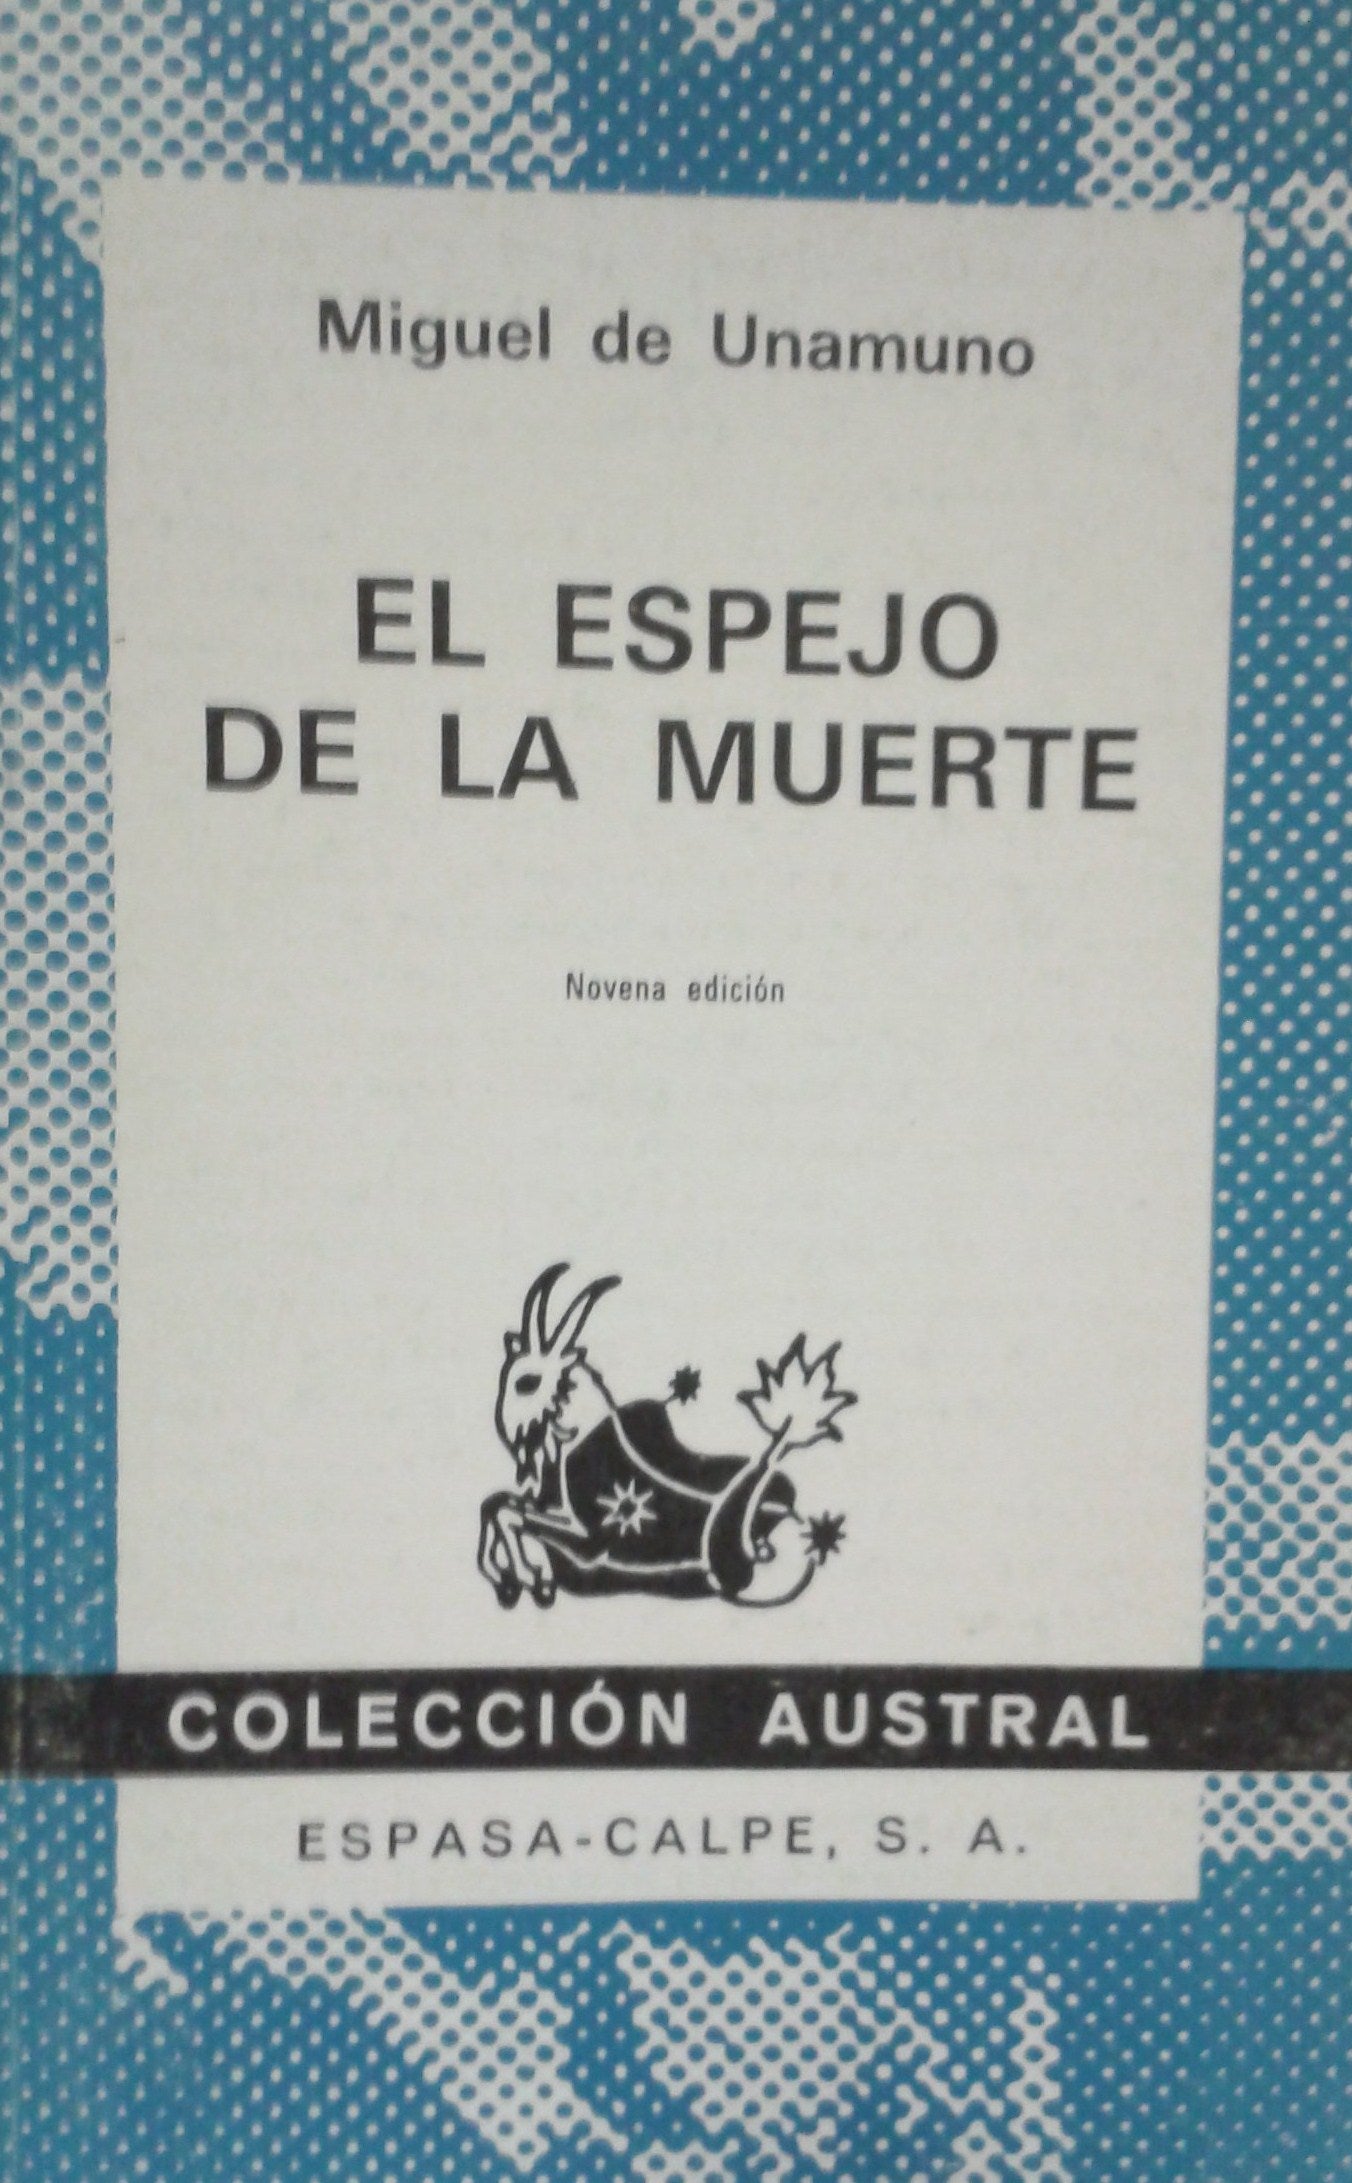 Miguel de Unamuno
EL ESPEJO
DE LA MUERTE
Novena edición
COLECCIÓN AUSTRAL
ESPASA-CALPE, S. A.